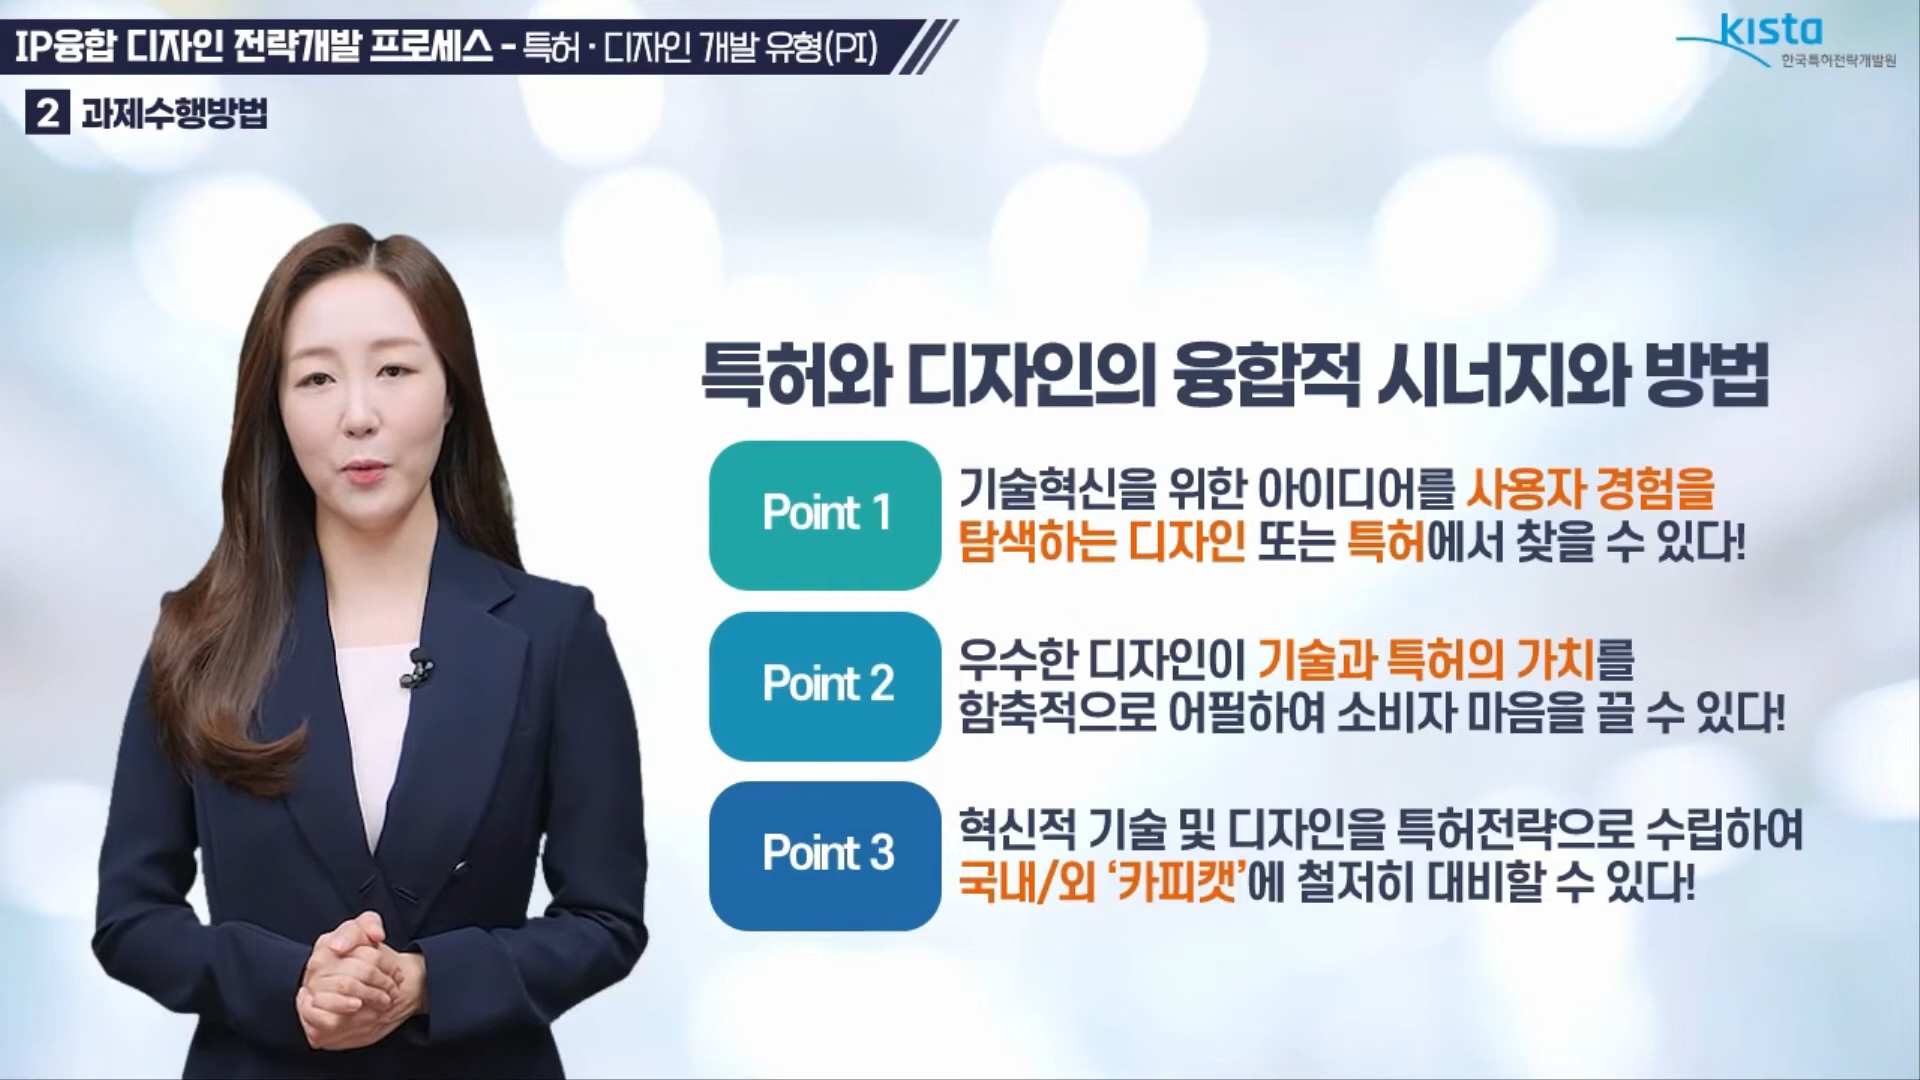 IP융합 디자인 전략개발 프로세스 - 특허 · 디자인 개발 유형(PI)
kista
한국특허전략개발원
2 과제수행방법
특허와 디자인의 융합적 시너지와 방법
Point 1
기술혁신을 위한 아이디어를 사용자 경험을
탐색하는 디자인 또는 특허에서 찾을 수 있다!
Point 2
우수한 디자인이 기술과 특허의 가치를
함축적으로 어필하여 소비자 마음을 끌 수 있다!
Point 3
혁신적 기술 및 디자인을 특허전략으로 수립하여
국내/외 ‘카피캣’에 철저히 대비할 수 있다!